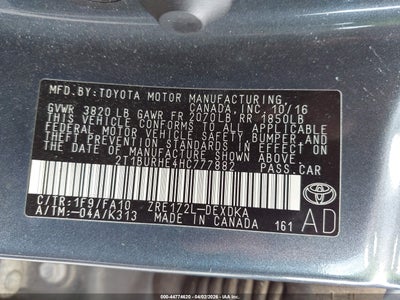 MFD. BY: TOYOTA MOTOR MANUFACTURING
CANADA, INC. 10/16
GVWR 3820 LB GAWR FR 2070LB RR 1850LB
THIS VEHICLE CONFORMS TO ALL APPLICABLE
FEDERAL MOTOR VEHICLE SAFETY, BUMPER AND
THEFT PREVENTION STANDARDS IN EFFECT ON
THE DATE OF MANUFACTURE SHOWN ABOVE.
2T1BURHE4HC777882 PASS.CAR
C/TR: 1F9/FA10 ZRE172L-DEXDKA
A/TM: -04A/K313 MADE IN CANADA 161
AD
TOYOTA
© IAA - 44774620 - 04/02/2026 -